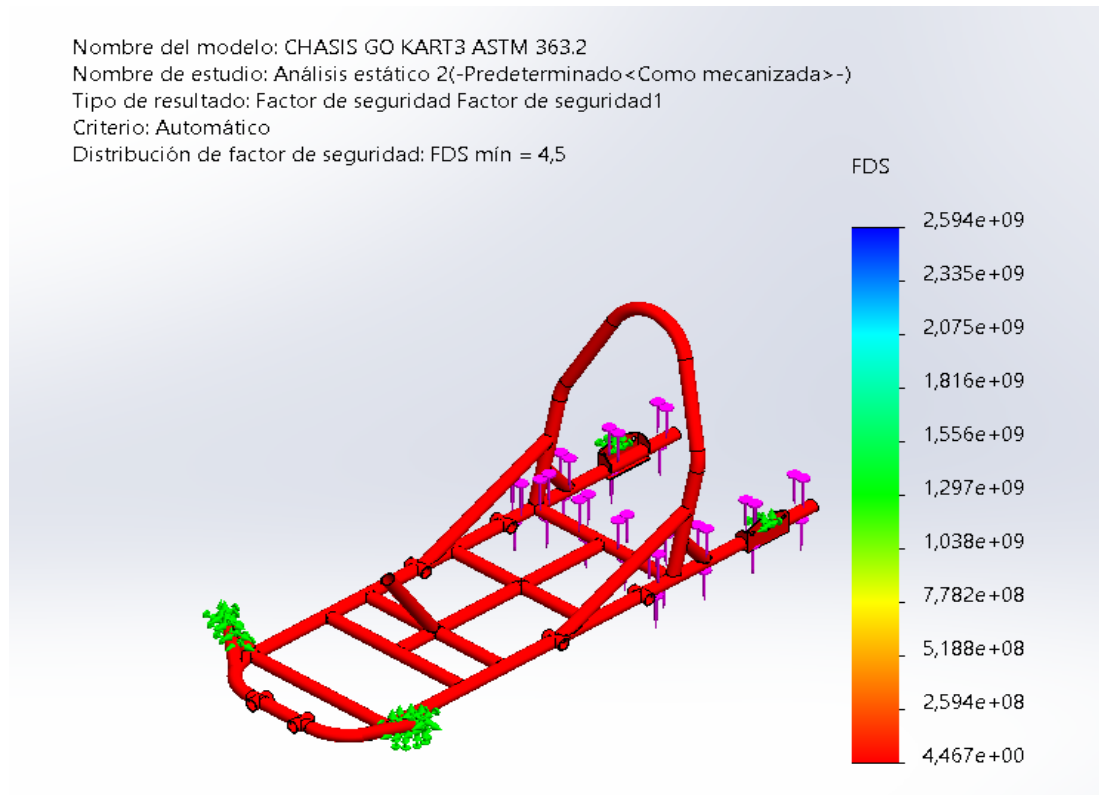 Nombre del modelo: CHASIS GO KART3 ASTM 363.2
Nombre de estudio: Análisis estático 2(-Predeterminado<Como mecanizada>-)
Tipo de resultado: Factor de seguridad Factor de seguridad1
Criterio: Automático
Distribución de factor de seguridad: FDS mín = 4,5
FDS
2,594e+09
2,335e+09
2,075e+09
1,816e+09
1,556e+09
1,297e+09
1,038e+09
7,782e+08
5,188e+08
2,594e+08
4,467e+00